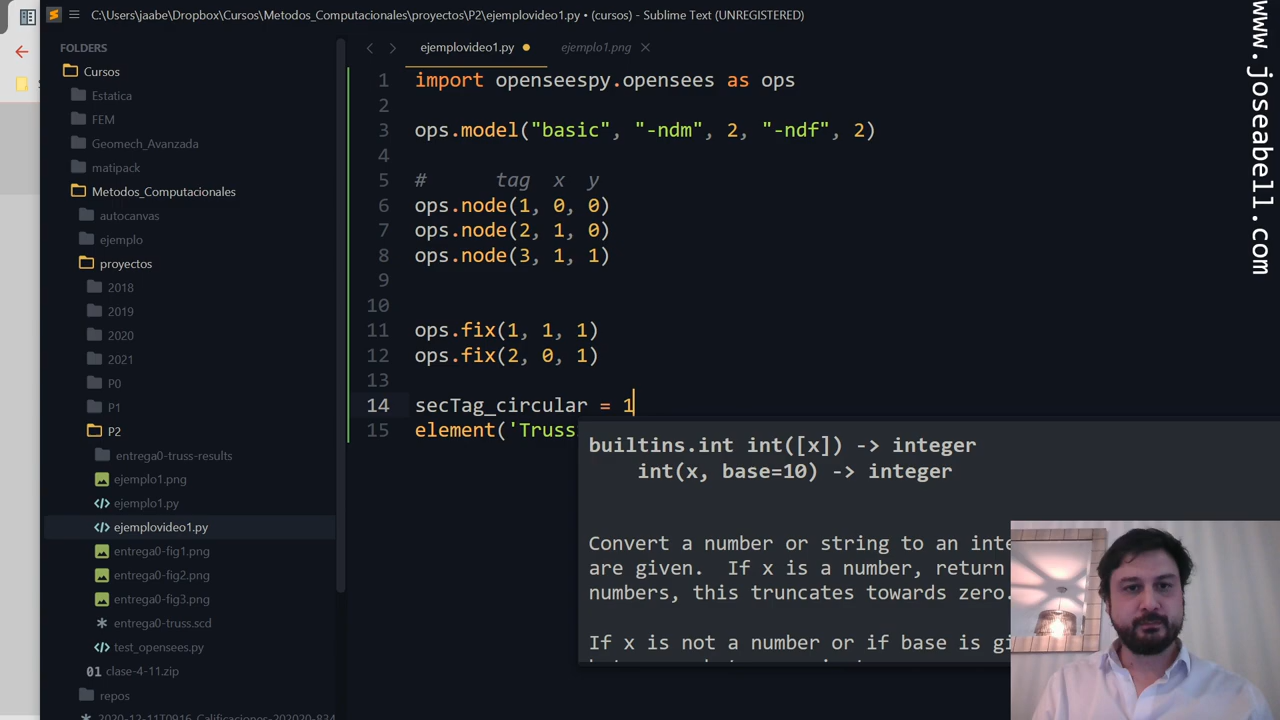 C:\Users\jaabe\Dropbox\Cursos\Metodos_Computacionales\proyectos\P2\ejemplovideo1.py • (cursos) - Sublime Text (UNREGISTERED)
FOLDERS
Cursos
Estatica
FEM
Geomech_Avanzada
matipack
Metodos_Computacionales
autocanvas
ejemplo
proyectos
2018
2019
2020
2021
P0
P1
P2
entrega0-truss-results
ejemplo1.png
ejemplo1.py
ejemplovideo1.py
entrega0-fig1.png
entrega0-fig2.png
entrega0-fig3.png
entrega0-truss.scd
test_opensees.py
clase-4-11.zip
repos
2020-12-11T0916_Calificaciones-202020-834
ejemplovideo1.py
ejemplo1.png
1 import openseespy.opensees as ops
2
3 ops.model("basic", "-ndm", 2, "-ndf", 2)
4
5 # tag x y
6 ops.node(1, 0, 0)
7 ops.node(2, 1, 0)
8 ops.node(3, 1, 1)
9
10
11 ops.fix(1, 1, 1)
12 ops.fix(2, 0, 1)
13
14 secTag_circular = 1
15 element('Truss
builtins.int int([x]) -> integer
int(x, base=10) -> integer
Convert a number or string to an inte
are given. If x is a number, return
numbers, this truncates towards zero.
If x is not a number or if base is gi
www.joseabell.com